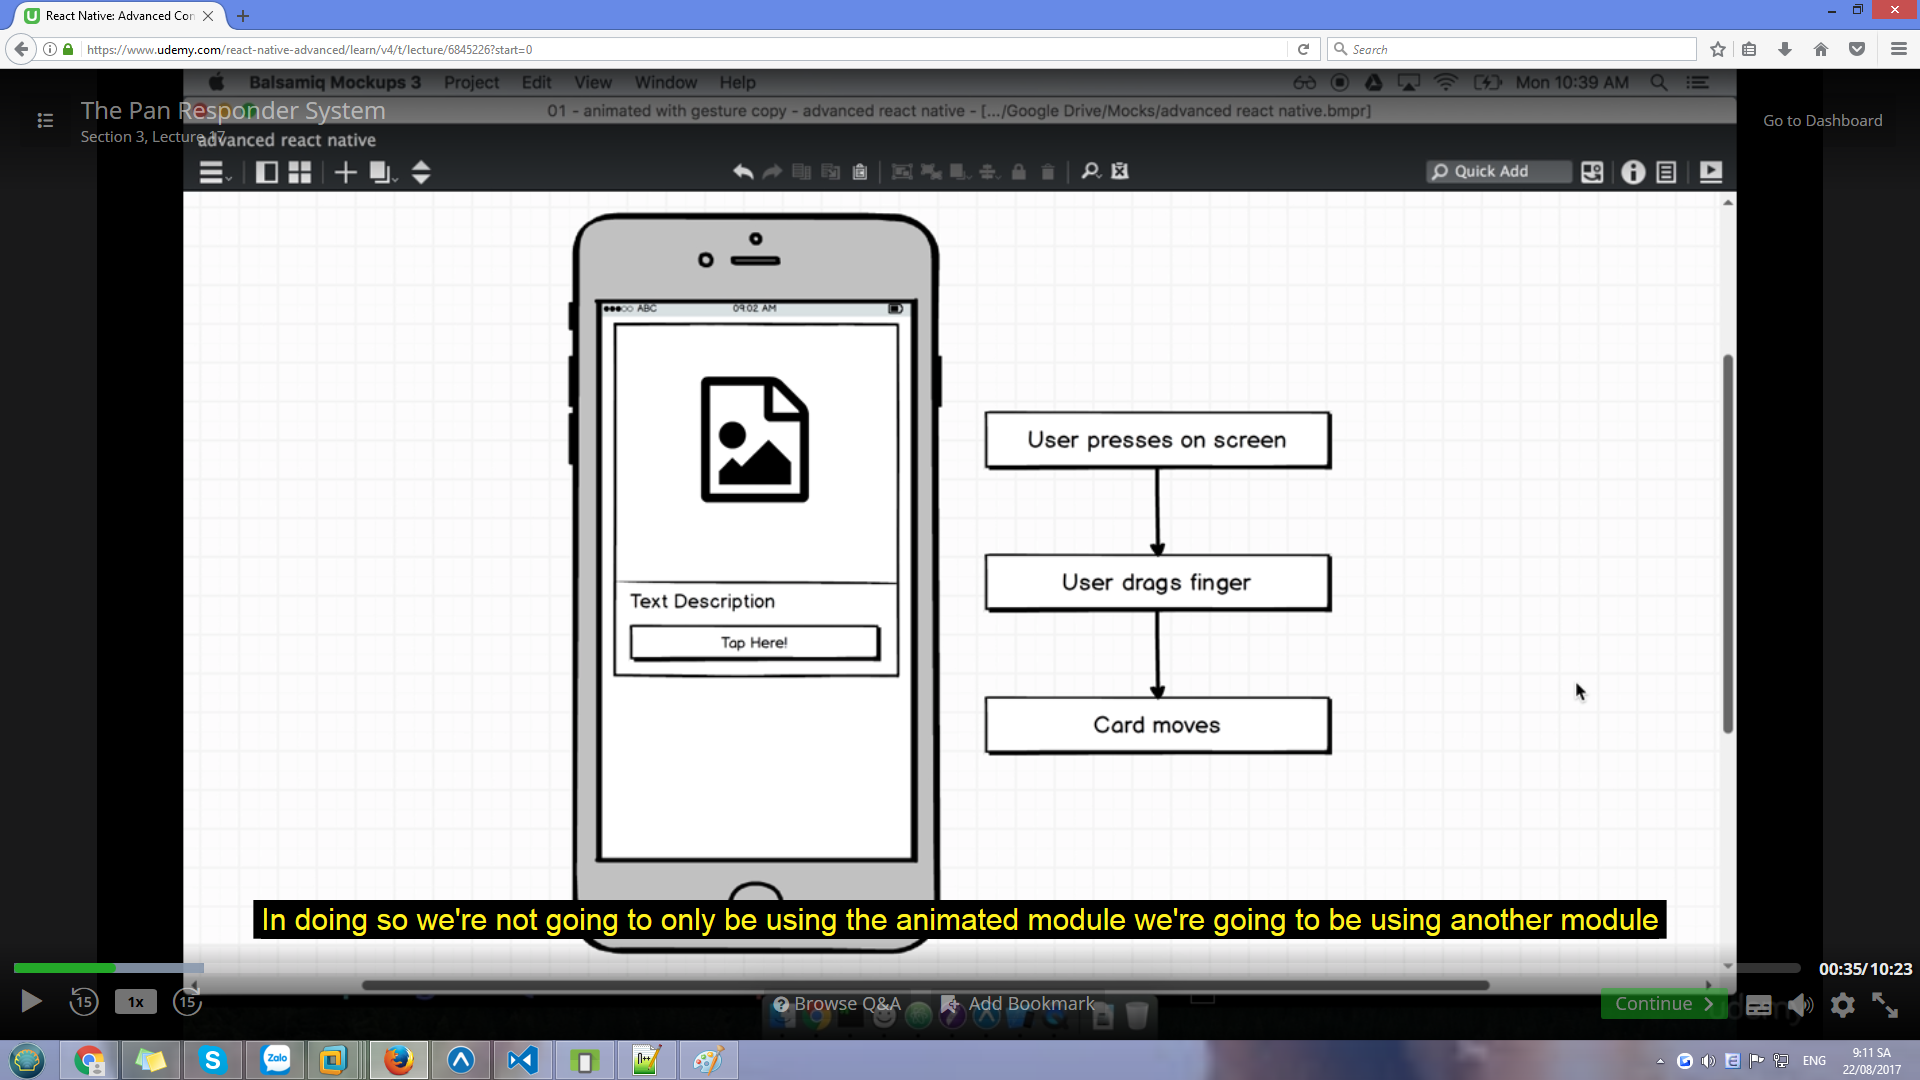 React Native: Advanced Con
https://www.udemy.com/react-native-advanced/learn/v4/t/lecture/6845226?start=0
Search
Balsamiq Mockups 3 Project Edit View Window Help
Mon 10:39 AM
The Pan Responder System
01 - animated with gesture copy - advanced react native - [.../Google Drive/Mocks/advanced react native.bmpr]
Go to Dashboard
Section 3, Lecture 17
advanced react native
Quick Add
ABC
09:02 AM
User presses on screen
User drags finger
Text Description
Tap Here!
Card moves
In doing so we're not going to only be using the animated module we're going to be using another module
00:35/10:23
15
1x
15
Browse Q&A
Add Bookmark
Continue
Zalo
ENG
9:11 SA
22/08/2017